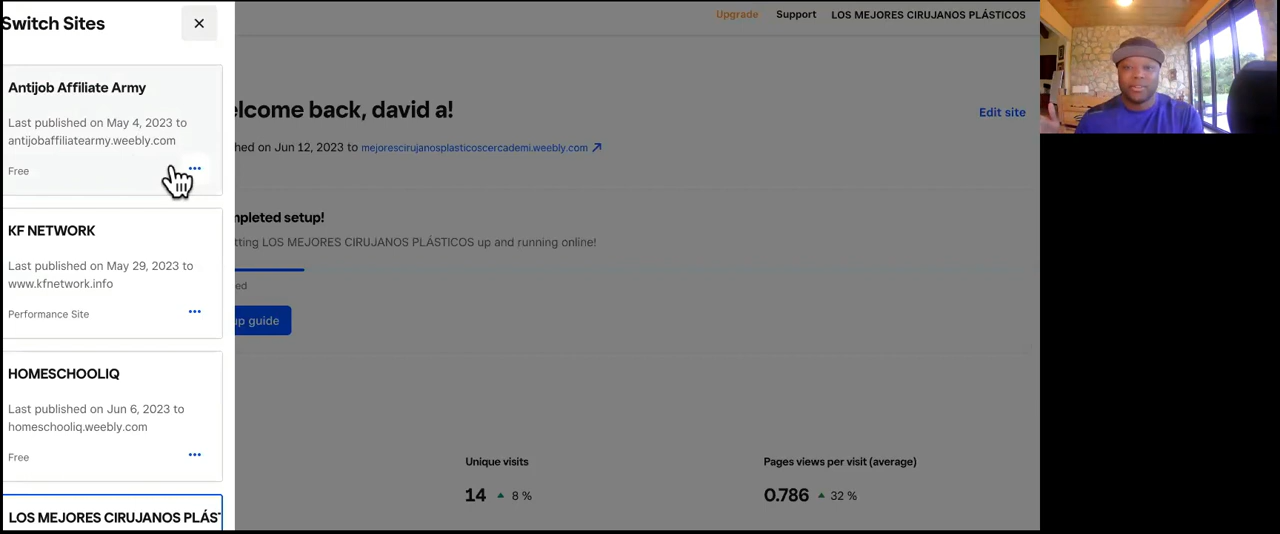 Switch Sites
Upgrade Support LOS MEJORES CIRUJANOS PLÁSTICOS
Antijob Affiliate Army
Last published on May 4, 2023 to
antijobaffiliatearmy.weebly.com
Free
KF NETWORK
Last published on May 29, 2023 to
www.kfnetwork.info
Performance Site
HOMESCHOOLIQ
Last published on Jun 6, 2023 to
homeschooliq.weebly.com
Free
LOS MEJORES CIRUJANOS PLÁS
elcome back, david a!
Edit site
hed on Jun 12, 2023 to mejorescirujanosplasticoscercademi.weebly.com
mpleted setup!
tting LOS MEJORES CIRUJANOS PLÁSTICOS up and running online!
ed
up guide
Unique visits
14 8 %
Pages views per visit (average)
0.786 32 %